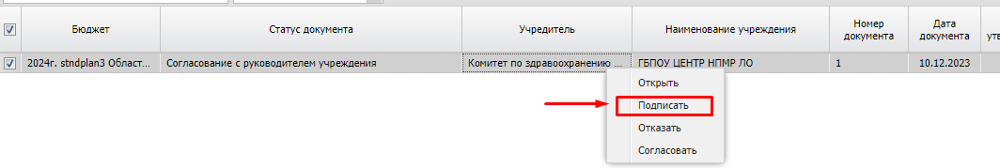 Бюджет
Статус документа
Учредитель
Наименование учреждения
Номер
документа
Дата
документа
утв
2024г. stndplan3 Област...
Согласование с руководителем учреждения
Комитет по здравоохранению ...
ГБПОУ ЦЕНТР НПМР ЛО
1
10.12.2023
Открыть
Подписать
Отказать
Согласовать